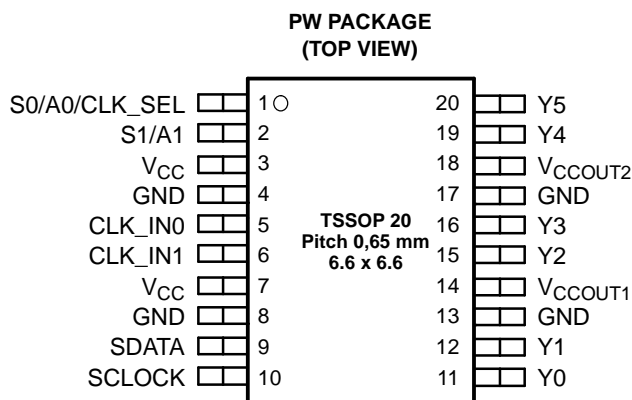 PW PACKAGE
(TOP VIEW)
S0/A0/CLK_SEL 1 20 Y5
S1/A1 2 19 Y4
VCC 3 18 VCCOUT2
GND 4 17 GND
CLK_IN0 5 16 Y3
CLK_IN1 6 15 Y2
VCC 7 14 VCCOUT1
GND 8 13 GND
SDATA 9 12 Y1
SCLOCK 10 11 Y0
TSSOP 20
Pitch 0,65 mm
6.6 x 6.6